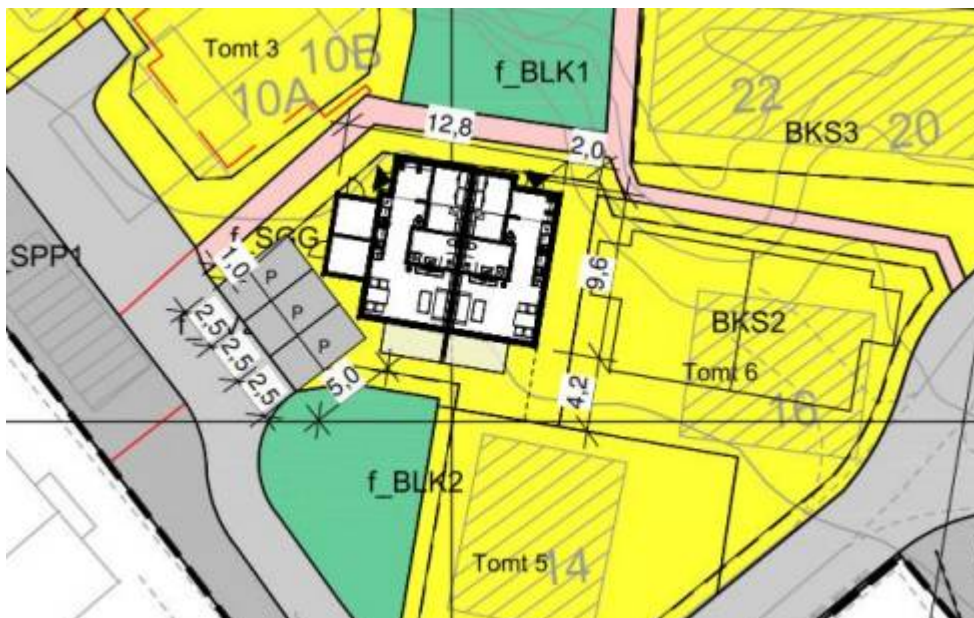 Tomt 3
10B
10A
f_BLK1
22
20
BKS3
12,8
2,0
SPP1
f_SGG
1,0
P
P
P
2,5
2,5
2,5
5,0
9,6
4,2
BKS2
Tomt 6
16
f_BLK2
Tomt 5
14